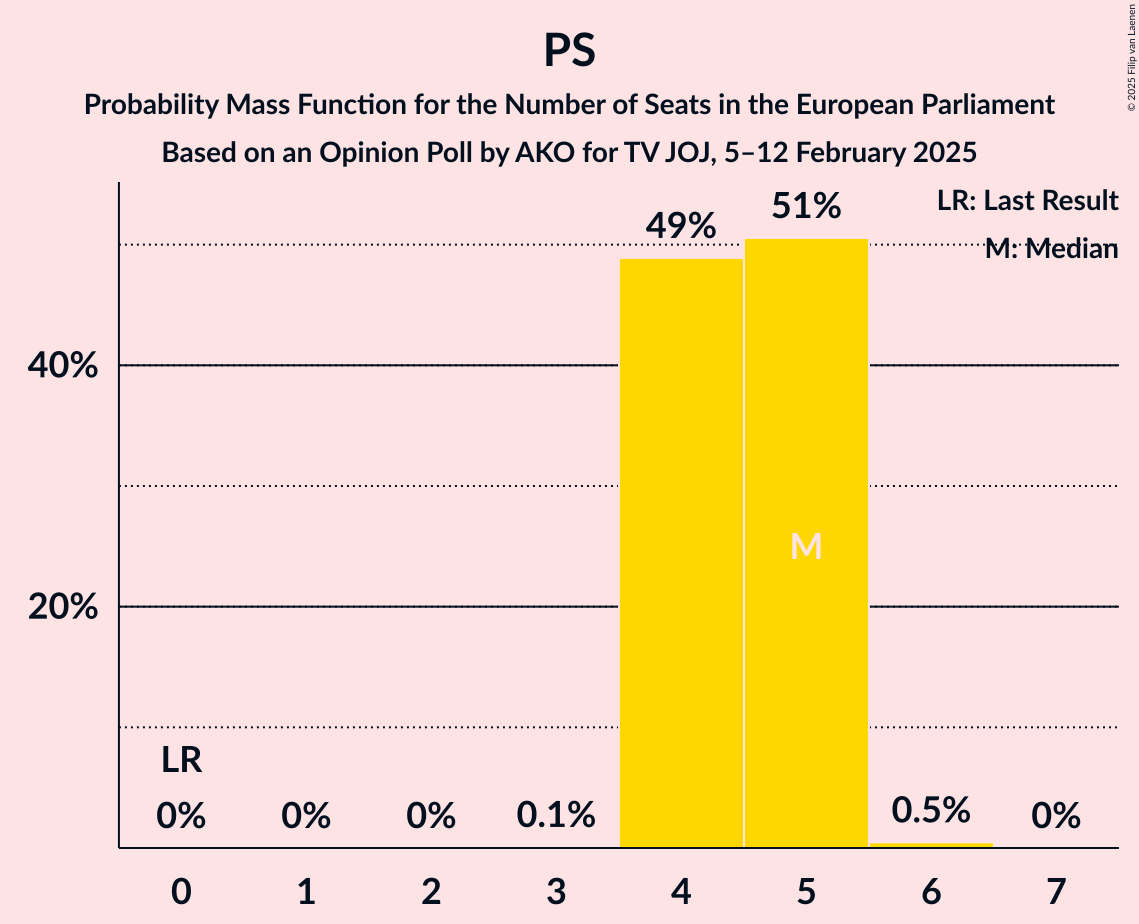 PS
Probability Mass Function for the Number of Seats in the European Parliament
Based on an Opinion Poll by AKO for TV JOJ, 5–12 February 2025
© 2025 Filip van Laenen
LR: Last Result
M: Median
49%
51%
40%
20%
M
LR
0%
0%
0%
0.1%
0.5%
0%
0
1
2
3
4
5
6
7